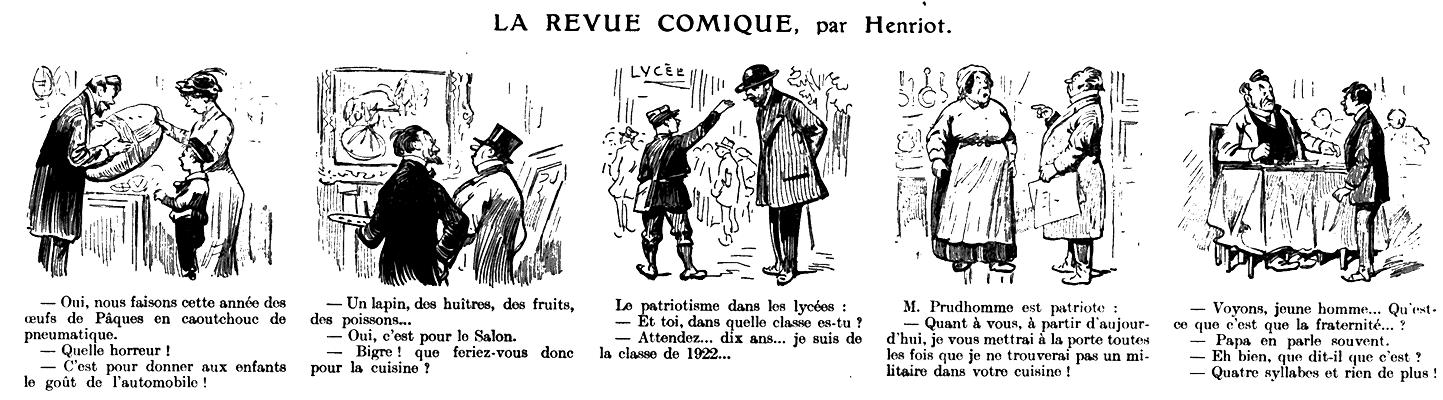 LA REVUE COMIQUE, par Henriot.
LYCÉE
— Oui, nous faisons cette année des
œufs de Pâques en caoutchouc de
pneumatique.
— Quelle horreur !
— C'est pour donner aux enfants
le goût de l'automobile !
— Un lapin, des huîtres, des fruits,
des poissons...
— Oui, c'est pour le Salon.
— Bigre ! que feriez-vous donc
pour la cuisine ?
Le patriotisme dans les lycées :
— Et toi, dans quelle classe es-tu ?
— Attendez... dix ans... je suis de
la classe de 1922...
M. Prudhomme est patriote :
— Quant à vous, à partir d'aujour-
d'hui, je vous mettrai à la porte toutes
les fois que je ne trouverai pas un mi-
litaire dans votre cuisine !
— Voyons, jeune homme... Qu'est-
ce que c'est que la fraternité... ?
— Papa en parle souvent.
— Eh bien, que dit-il que c'est ?
— Quatre syllabes et rien de plus !